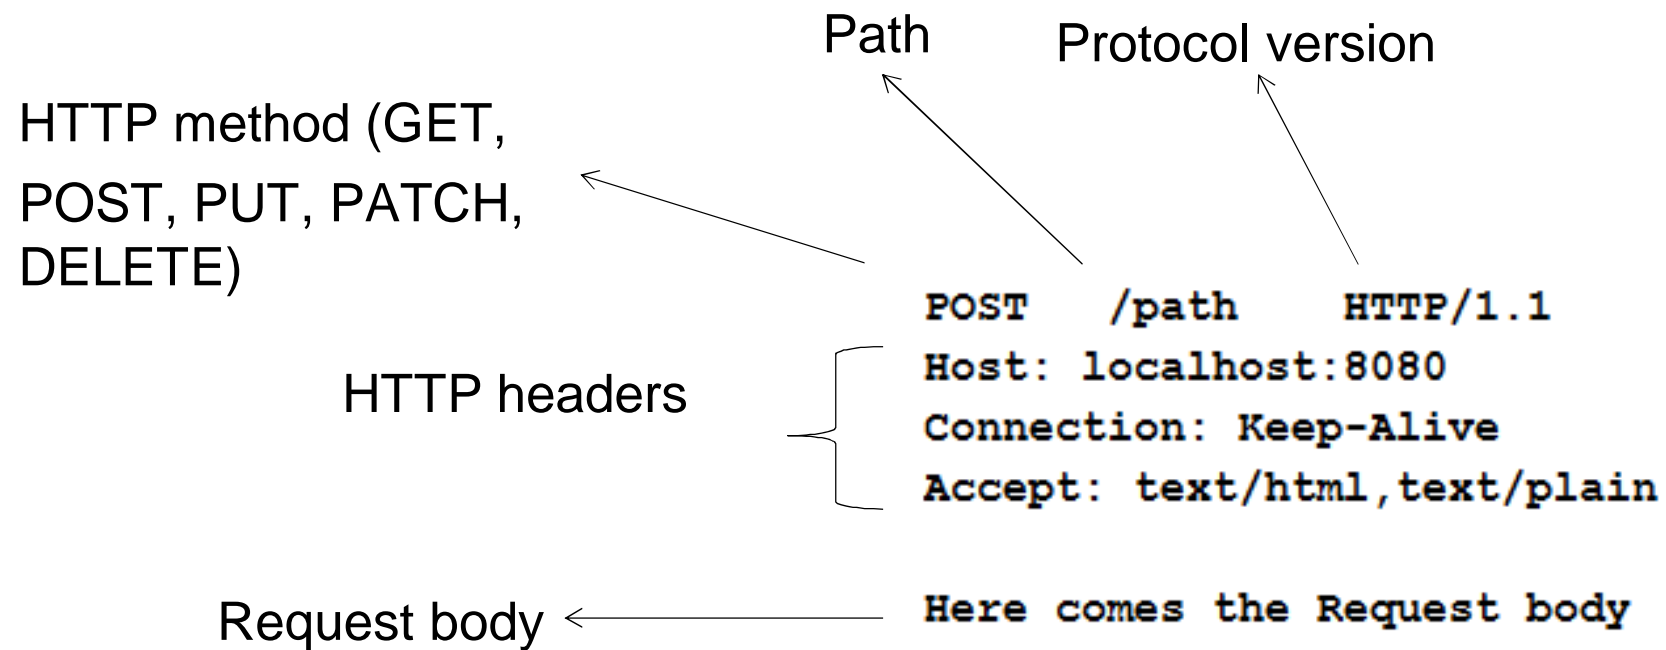 Path
Protocol version
HTTP method (GET,
POST, PUT, PATCH,
DELETE)
POST /path HTTP/1.1
HTTP headers
Host: localhost:8080
Connection: Keep-Alive
Accept: text/html,text/plain
Request body
Here comes the Request body